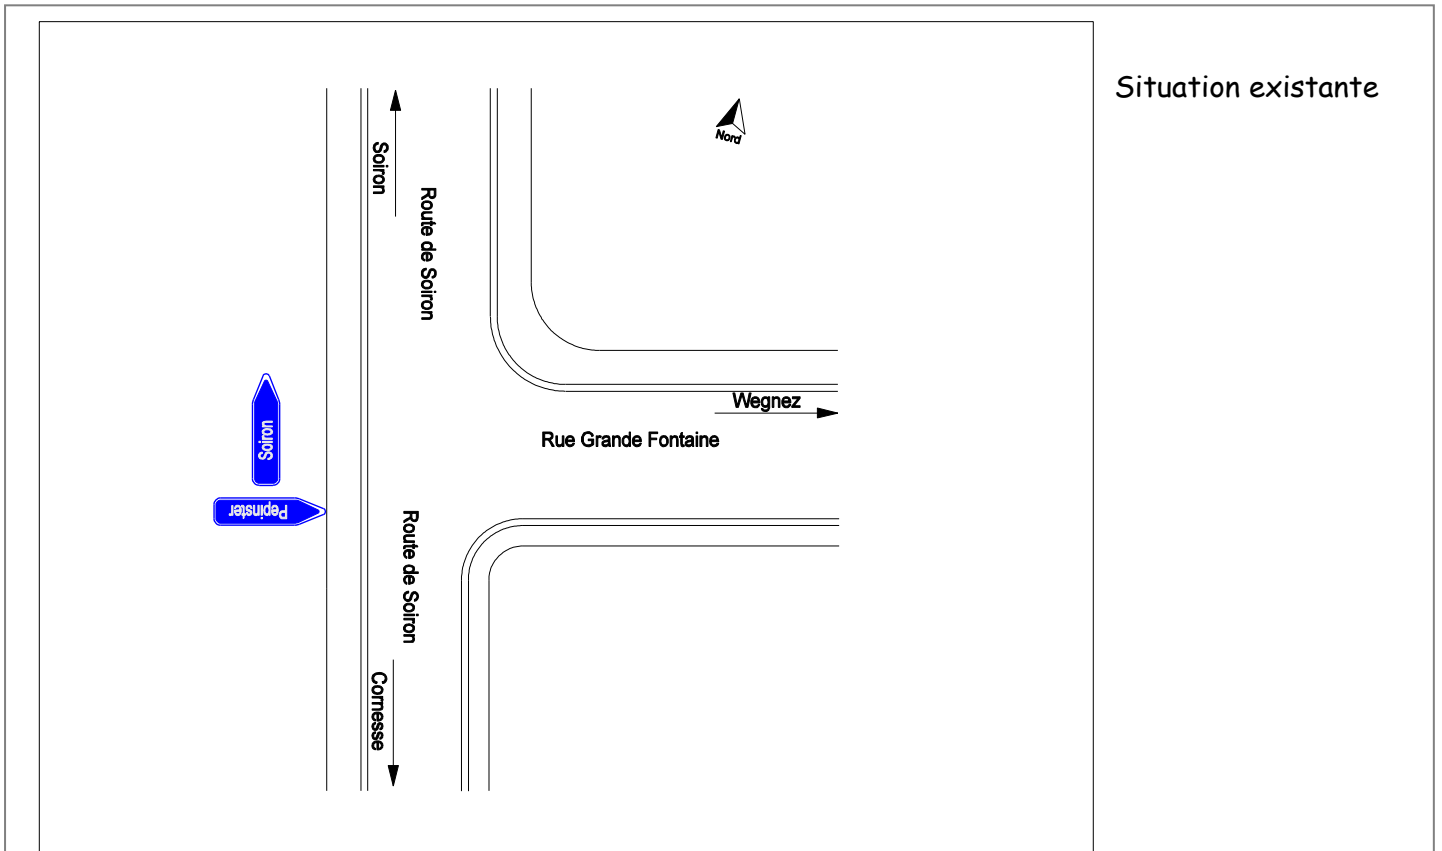 Situation existante
Nord
Soiron
Route de Soiron
Wegnez
Rue Grande Fontaine
Soiron
Pepinster
Route de Soiron
Cornesse